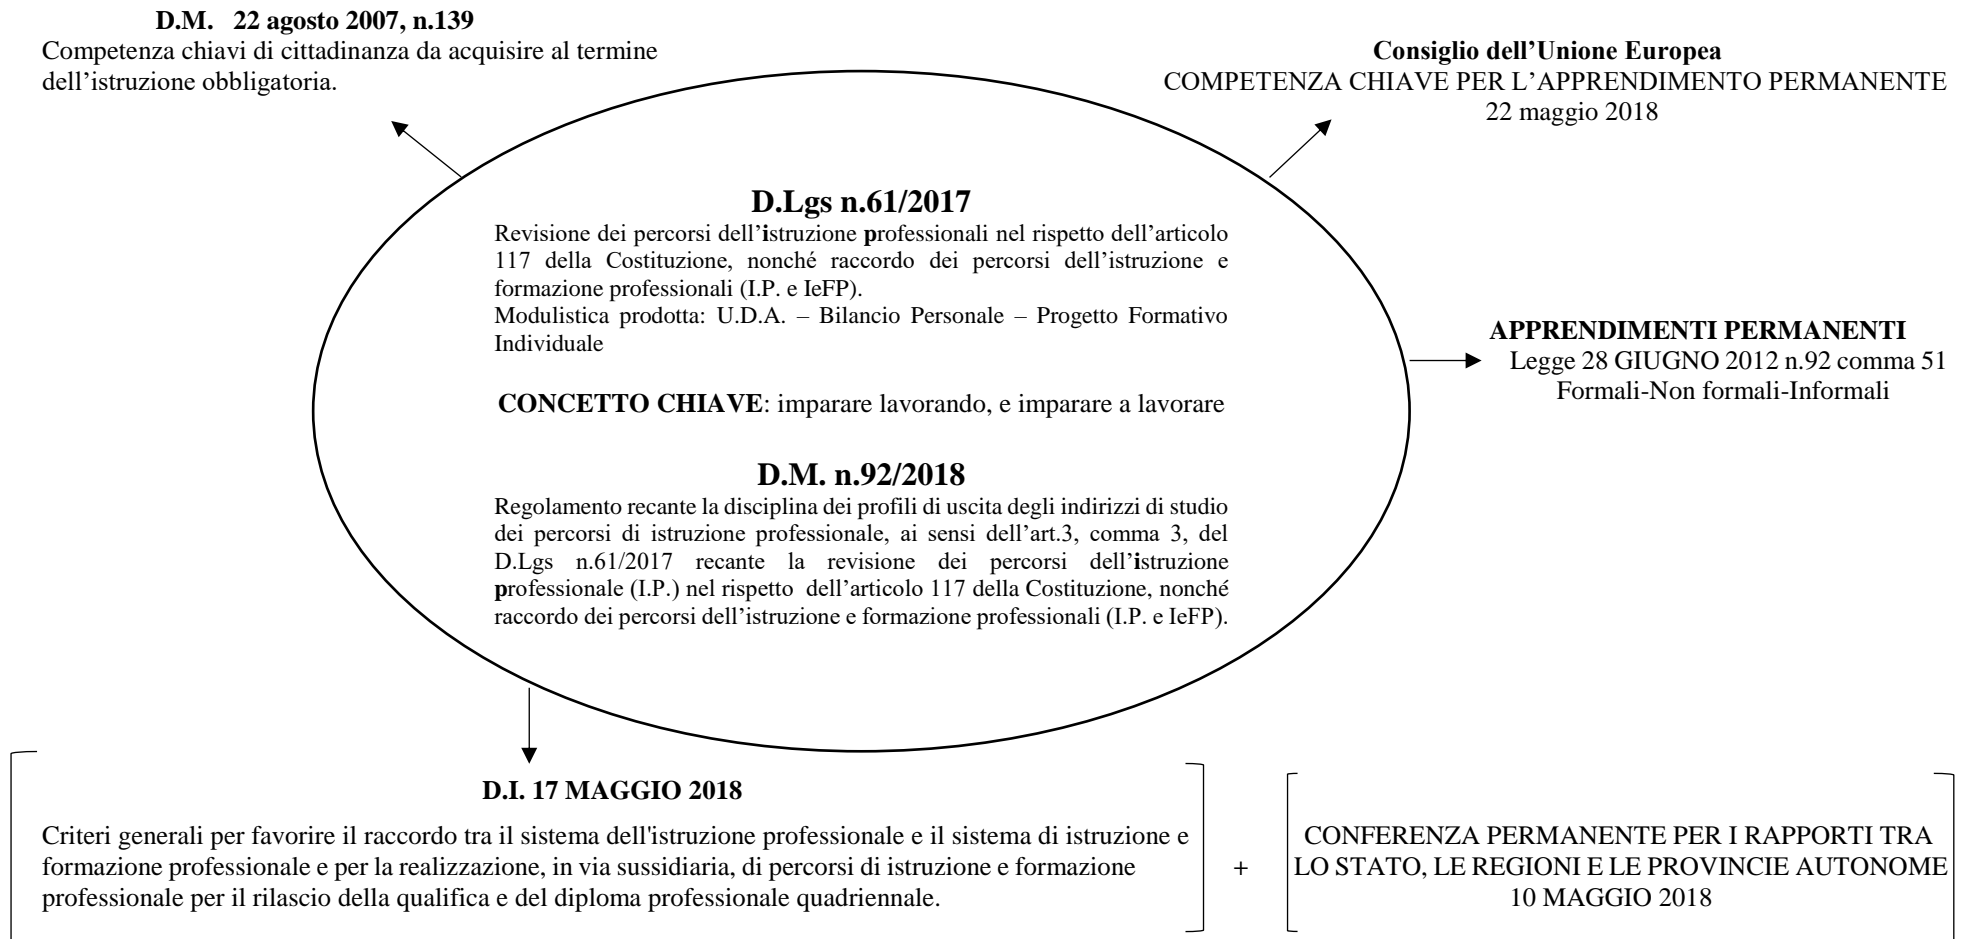 D.M. 22 agosto 2007, n.139
Competenza chiavi di cittadinanza da acquisire al termine
dell’istruzione obbligatoria.
Consiglio dell’Unione Europea
COMPETENZA CHIAVE PER L’APPRENDIMENTO PERMANENTE
22 maggio 2018
D.Lgs n.61/2017
Revisione dei percorsi dell’istruzione professionali nel rispetto dell’articolo
117 della Costituzione, nonché raccordo dei percorsi dell’istruzione e
formazione professionali (I.P. e IeFP).
Modulistica prodotta: U.D.A. – Bilancio Personale – Progetto Formativo
Individuale
CONCETTO CHIAVE: imparare lavorando, e imparare a lavorare
D.M. n.92/2018
Regolamento recante la disciplina dei profili di uscita degli indirizzi di studio
dei percorsi di istruzione professionale, ai sensi dell’art.3, comma 3, del
D.Lgs n.61/2017 recante la revisione dei percorsi dell’istruzione
professionale (I.P.) nel rispetto dell’articolo 117 della Costituzione, nonché
raccordo dei percorsi dell’istruzione e formazione professionali (I.P. e IeFP).
APPRENDIMENTI PERMANENTI
Legge 28 GIUGNO 2012 n.92 comma 51
Formali-Non formali-Informali
D.I. 17 MAGGIO 2018
Criteri generali per favorire il raccordo tra il sistema dell'istruzione professionale e il sistema di istruzione e
formazione professionale e per la realizzazione, in via sussidiaria, di percorsi di istruzione e formazione
professionale per il rilascio della qualifica e del diploma professionale quadriennale.
+
CONFERENZA PERMANENTE PER I RAPPORTI TRA
LO STATO, LE REGIONI E LE PROVINCIE AUTONOME
10 MAGGIO 2018